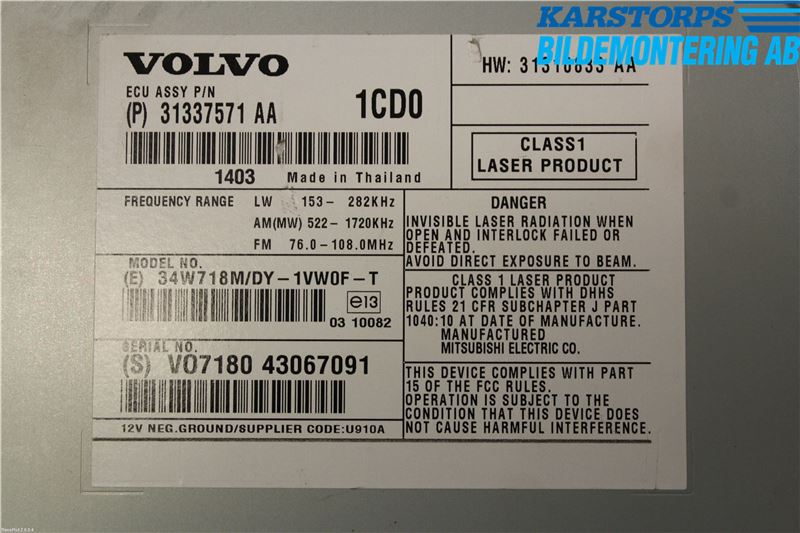 KARSTORPS
BILDEMONTERING AB
VOLVO
ECU ASSY P/N
(P) 31337571 AA
1CD0
1403 Made in Thailand
HW: AA
CLASS1
LASER PRODUCT
FREQUENCY RANGE LW 153- 282KHz
AM(MW) 522-1720KHz
FM 76.0-108.0MHz
MODEL NO.
(E) 34W718M/DY-1VW0F-T
e13
03 10082
SERIAL NO.
(S) VO7180 43067091
12V NEG.GROUND/SUPPLIER CODE:U910A
DANGER
INVISIBLE LASER RADIATION WHEN
OPEN AND INTERLOCK FAILED OR
DEFEATED.
AVOID DIRECT EXPOSURE TO BEAM.
CLASS 1 LASER PRODUCT
PRODUCT COMPLIES WITH DHHS
RULES 21 CFR SUBCHAPTER J PART
1040:10 AT DATE OF MANUFACTURE.
MANUFACTURED
MITSUBISHI ELECTRIC CO.
THIS DEVICE COMPLIES WITH PART
15 OF THE FCC RULES.
OPERATION IS SUBJECT TO THE
CONDITION THAT THIS DEVICE DOES
NOT CAUSE HARMFUL INTERFERENCE.